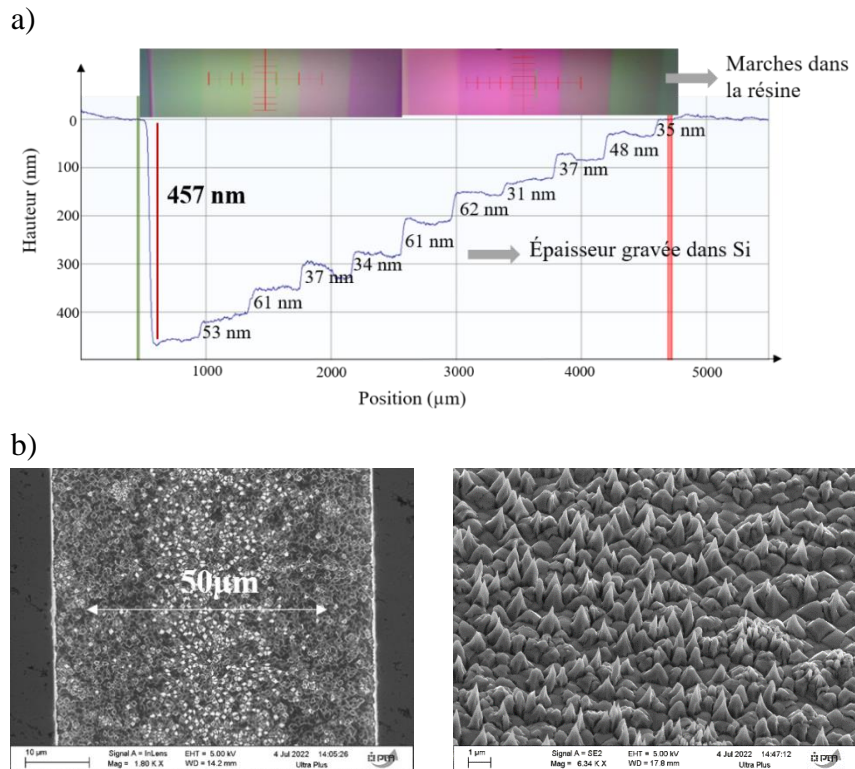 a)
Marches dans
la résine
Hauteur (nm)
0
100
200
300
400
457 nm
53 nm
61 nm
37 nm
34 nm
61 nm
62 nm
31 nm
37 nm
48 nm
35 nm
Épaisseur gravée dans Si
1000
2000
3000
4000
5000
Position (µm)
b)
50µm
10 µm
Signal A = InLens
EHT = 5.00 kV
4 Jul 2022
14:05:26
Mag = 1.80 K X
WD = 14.2 mm
Ultra Plus
1 µm
Signal A = SE2
EHT = 5.00 kV
4 Jul 2022
14:47:12
Mag = 6.34 K X
WD = 17.8 mm
Ultra Plus